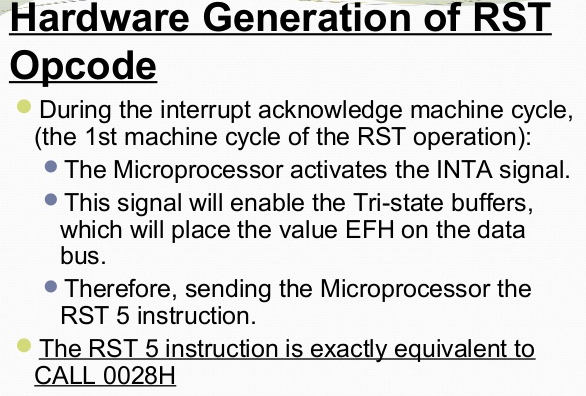 Hardware Generation of RST
Opcode
During the interrupt acknowledge machine cycle,
(the 1st machine cycle of the RST operation):
The Microprocessor activates the INTA signal.
This signal will enable the Tri-state buffers,
which will place the value EFH on the data
bus.
Therefore, sending the Microprocessor the
RST 5 instruction.
The RST 5 instruction is exactly equivalent to
CALL 0028H